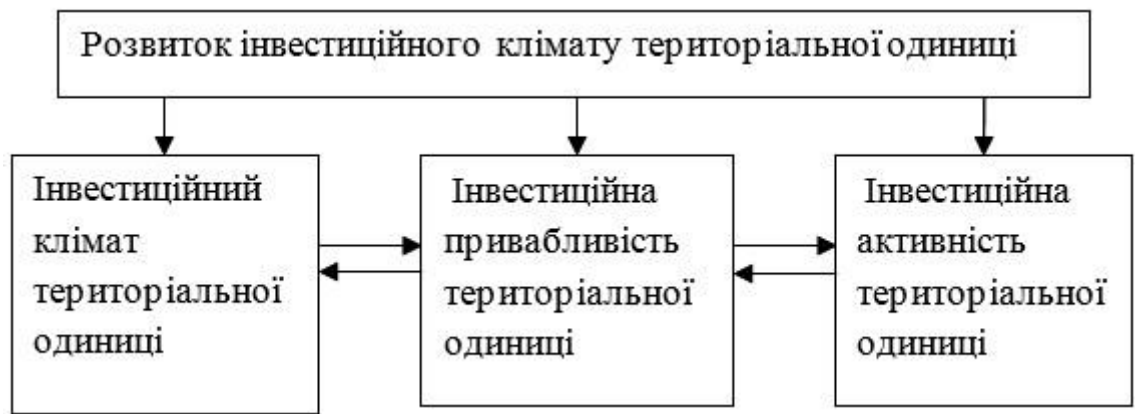 Розвиток інвестиційного клімату територіальної одиниці
Інвестиційний
клімат
територіальної
одиниці
Інвестиційна
привабливість
територіальної
одиниці
Інвестиційна
активність
територіальної
одиниці